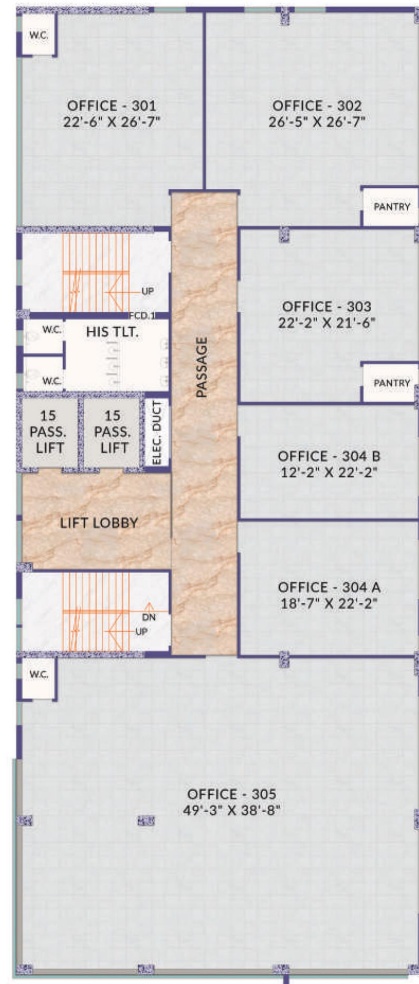 W.C.
OFFICE - 301
22'-6" X 26'-7"
OFFICE - 302
26'-5" X 26'-7"
PANTRY
UP
FCD.1
W.C.
HIS TLT.
W.C.
PASSAGE
OFFICE - 303
22'-2" X 21'-6"
PANTRY
15
PASS.
LIFT
15
PASS.
LIFT
ELEC. DUCT
OFFICE - 304 B
12'-2" X 22'-2"
LIFT LOBBY
OFFICE - 304 A
18'-7" X 22'-2"
DN
UP
W.C.
OFFICE - 305
49'-3" X 38'-8"